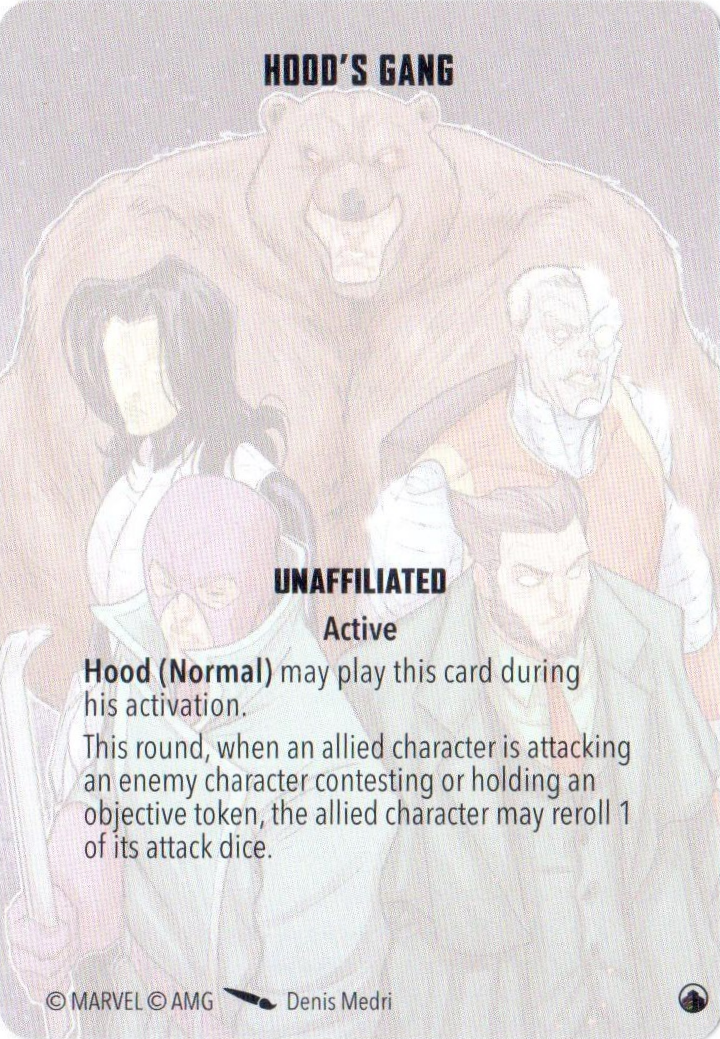 HOOD'S GANG
UNAFFILIATED
Active
Hood (Normal) may play this card during
his activation.
This round, when an allied character is attacking
an enemy character contesting or holding an
objective token, the allied character may reroll 1
of its attack dice.
© MARVEL © AMG Denis Medri